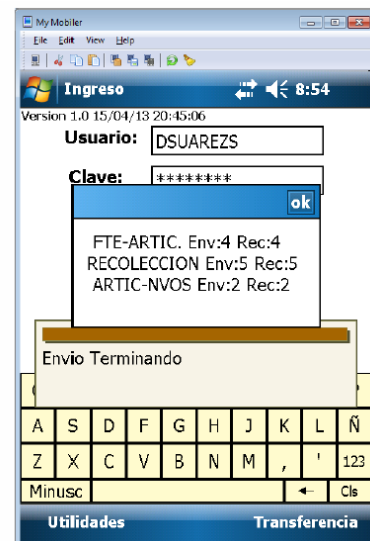 My Mobiler
File Edit View Help
Ingreso 8:54
Version 1.0 15/04/13 20:45:06
Usuario: DSUAREZS
Clave: ********
ok
FTE-ARTIC. Env:4 Rec:4
RECOLECCION Env:5 Rec:5
ARTIC-NVOS Env:2 Rec:2
Envio Terminando
A S D F G H J K L Ñ
Z X C V B N M , ' 123
Minusc ← Cls
Utilidades Transferencia